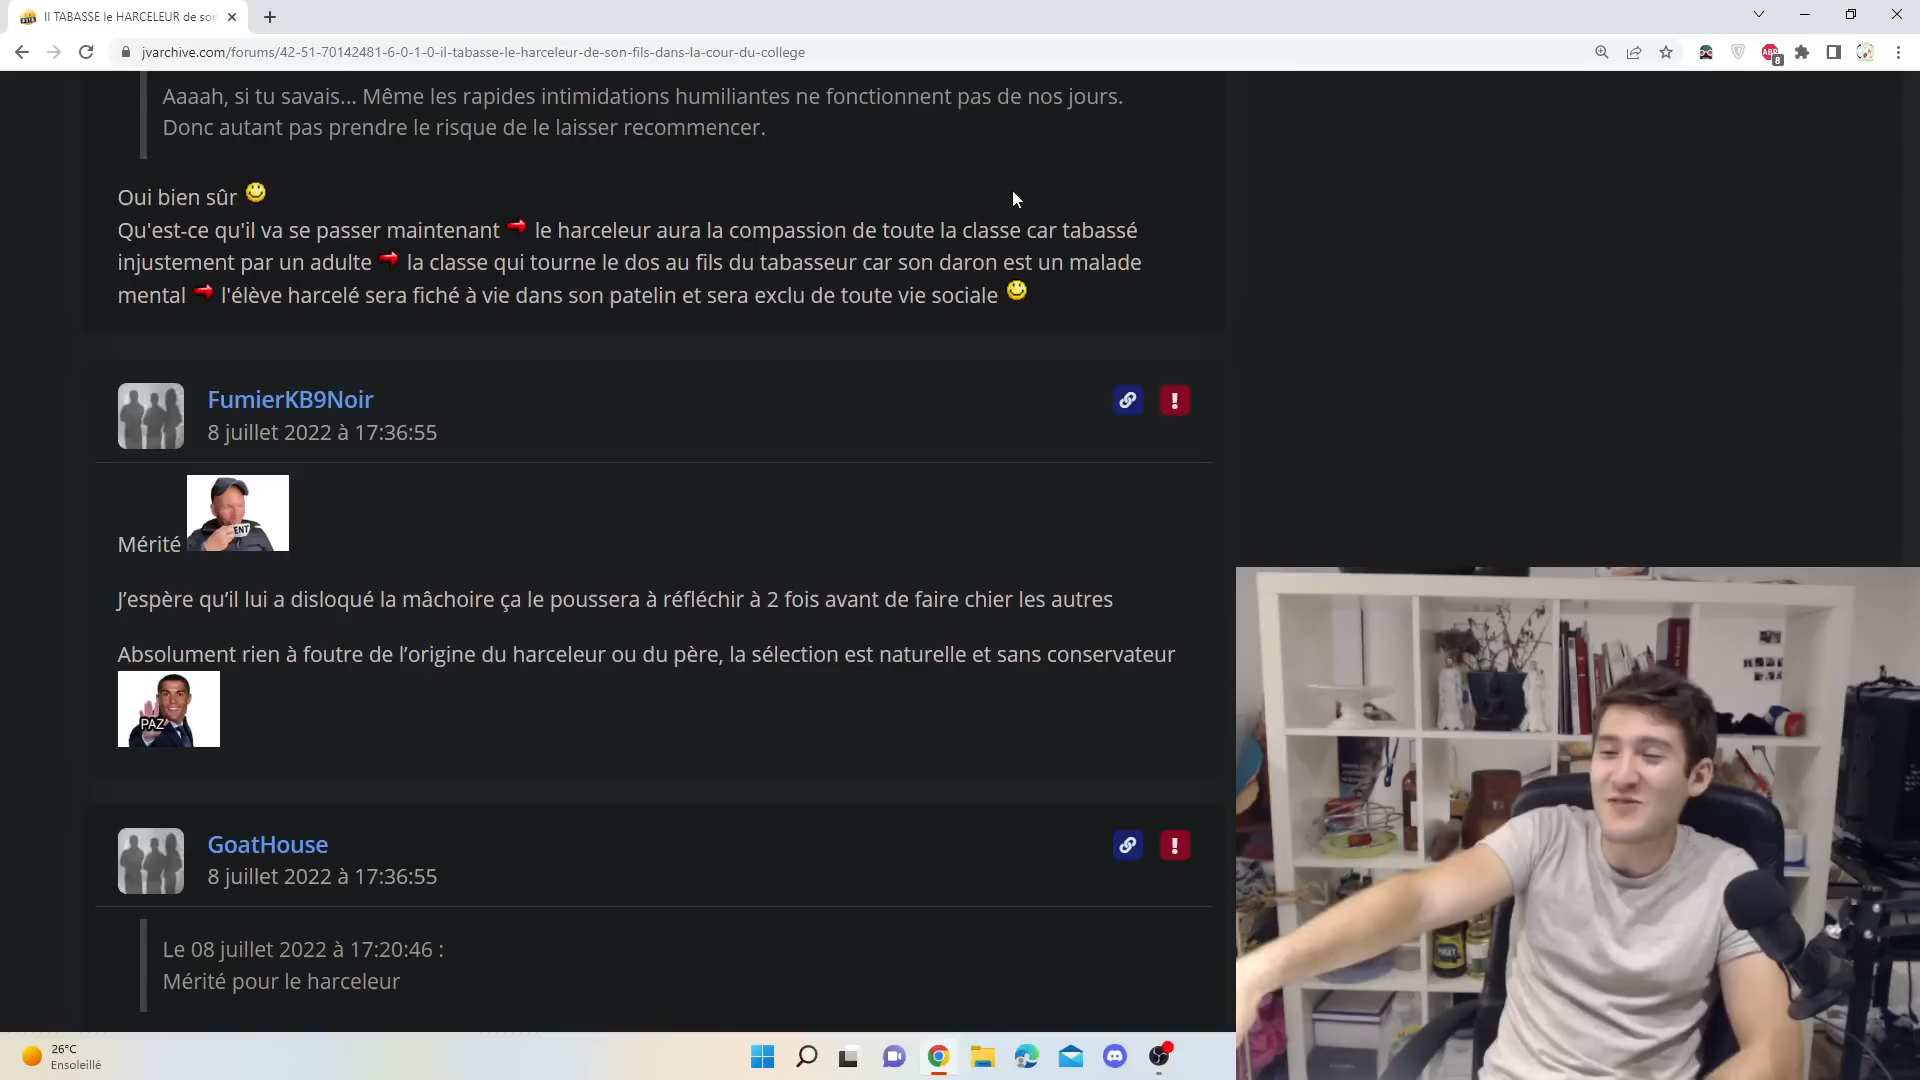 Il TABASSE le HARCELEUR de son
jvarchive.com/forums/42-51-70142481-6-0-1-0-il-tabasse-le-harceleur-de-son-fils-dans-la-cour-du-college
ABP
8
Aaaah, si tu savais... Même les rapides intimidations humiliantes ne fonctionnent pas de nos jours.
Donc autant pas prendre le risque de le laisser recommencer.
Oui bien sûr
Qu'est-ce qu'il va se passer maintenant le harceleur aura la compassion de toute la classe car tabassé
injustement par un adulte la classe qui tourne le dos au fils du tabasseur car son daron est un malade
mental l'élève harcelé sera fiché à vie dans son patelin et sera exclu de toute vie sociale
FumierKB9Noir
8 juillet 2022 à 17:36:55
ENT
Mérité
J’espère qu’il lui a disloqué la mâchoire ça le poussera à réfléchir à 2 fois avant de faire chier les autres
Absolument rien à foutre de l’origine du harceleur ou du père, la sélection est naturelle et sans conservateur
PAZ
GoatHouse
8 juillet 2022 à 17:36:55
Le 08 juillet 2022 à 17:20:46 :
Mérité pour le harceleur
26°C
Ensoleillé